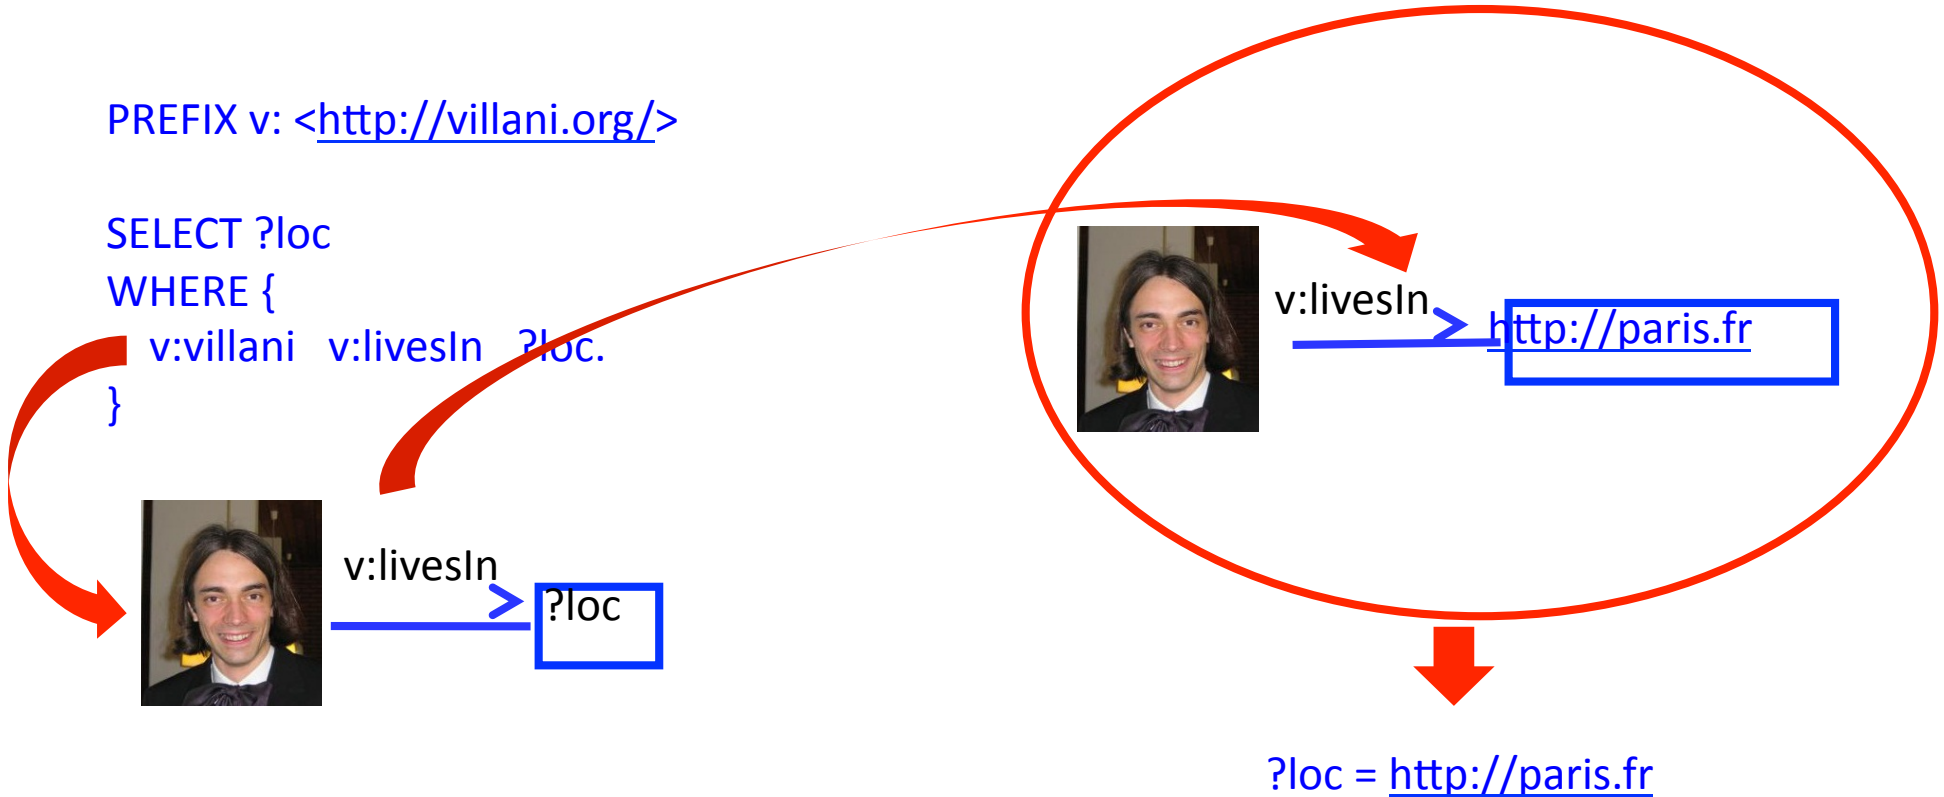 PREFIX v: <http://villani.org/>
SELECT ?loc
WHERE {
v:villani v:livesIn ?loc.
}
v:livesIn
?loc
v:livesIn
http://paris.fr
?loc = http://paris.fr